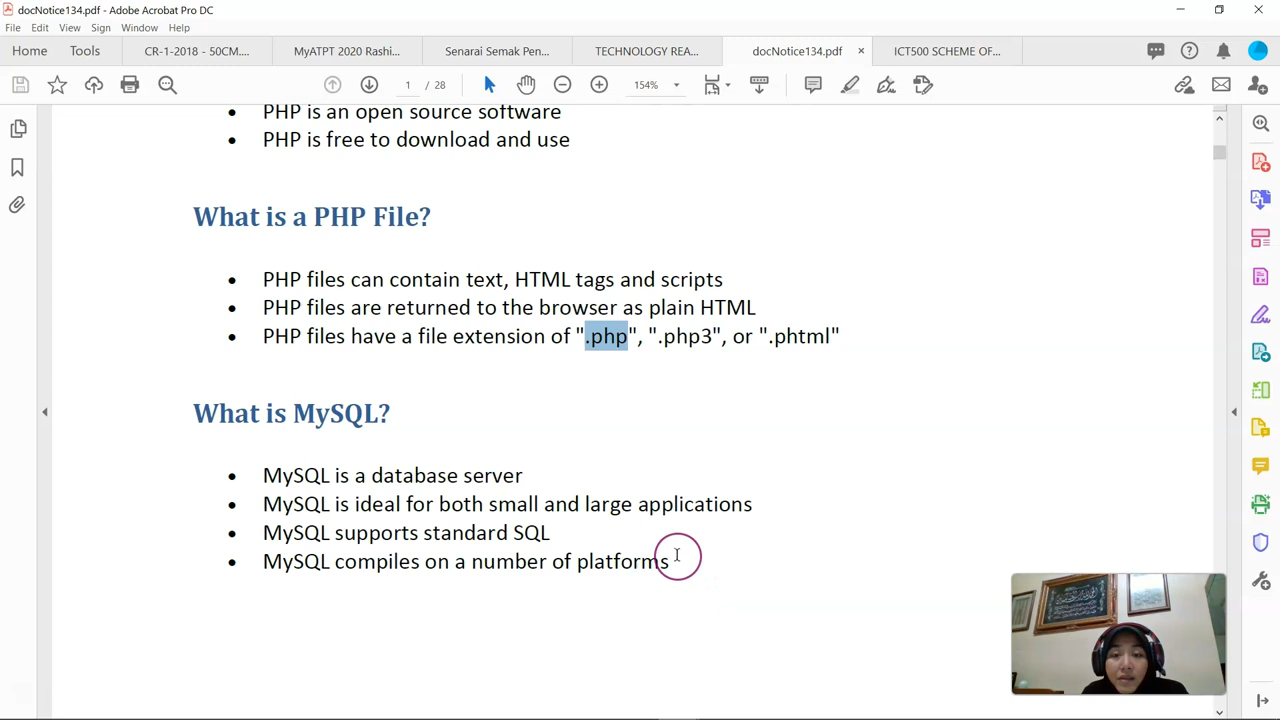 docNotice134.pdf - Adobe Acrobat Pro DC
File Edit View Sign Window Help
Home Tools CR-1-2018 - 50CM.... MyATPT 2020 Rashi... Senarai Semak Pen... TECHNOLOGY REA... docNotice134.pdf × ICT500 SCHEME OF...
1 / 28 154%
• PHP is an open source software
• PHP is free to download and use
What is a PHP File?
• PHP files can contain text, HTML tags and scripts
• PHP files are returned to the browser as plain HTML
• PHP files have a file extension of ".php", ".php3", or ".phtml"
What is MySQL?
• MySQL is a database server
• MySQL is ideal for both small and large applications
• MySQL supports standard SQL
• MySQL compiles on a number of platforms